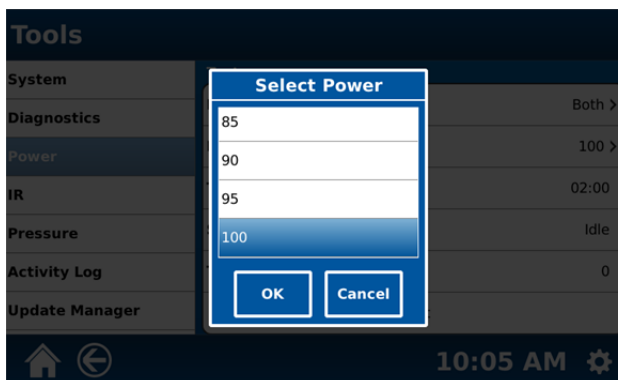 Tools
System
Diagnostics
Power
IR
Pressure
Activity Log
Update Manager
Select Power
85
90
95
100
OK
Cancel
Both >
100 >
02:00
Idle
0
10:05 AM